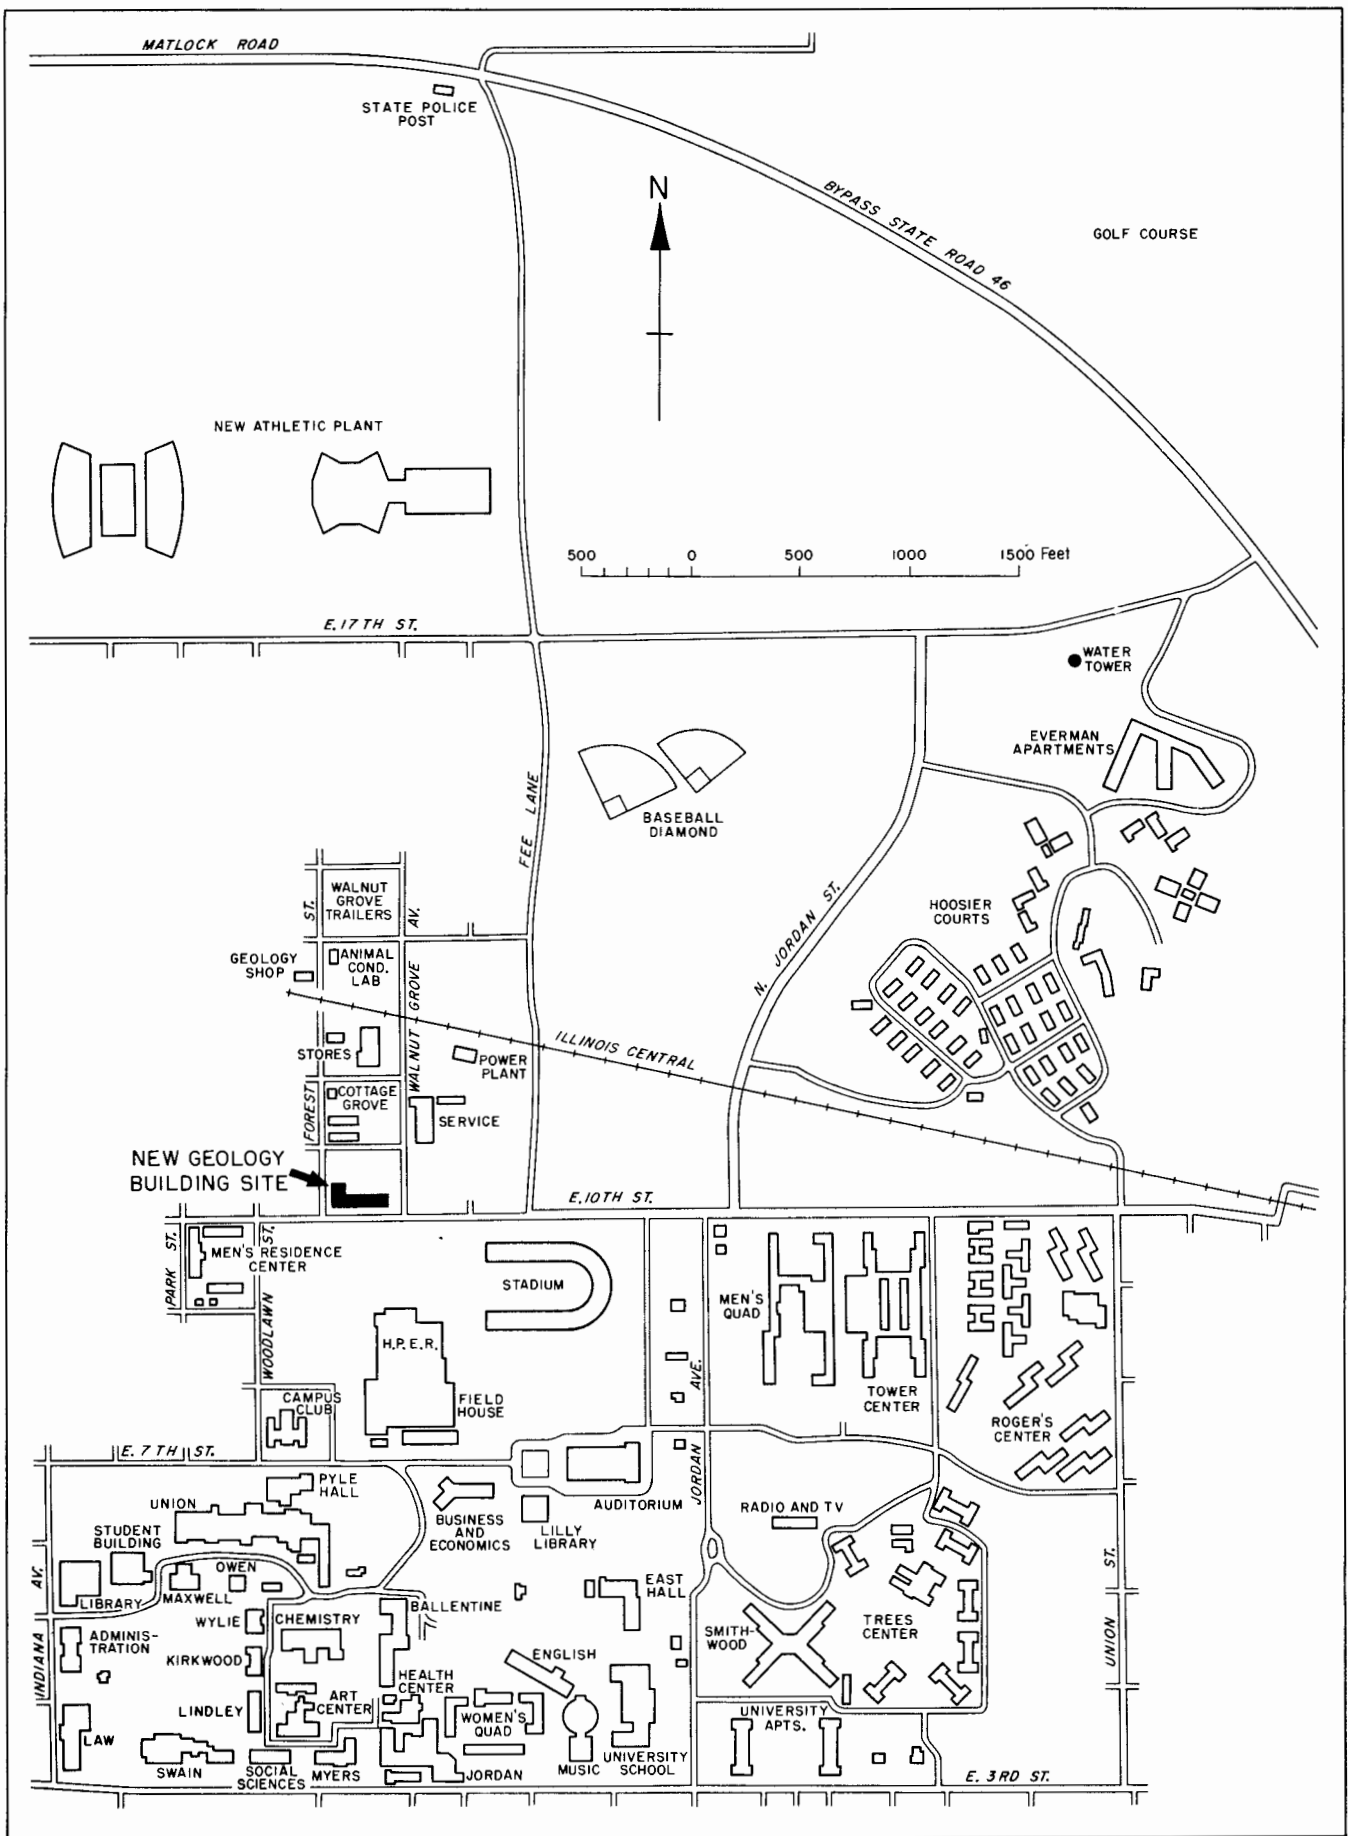 MATLOCK ROAD
STATE POLICE
POST
N
BYPASS STATE ROAD 46
GOLF COURSE
NEW ATHLETIC PLANT
500 0 500 1000 1500 Feet
E. 17TH ST.
WATER
TOWER
EVERMAN
APARTMENTS
FEE LANE
BASEBALL
DIAMOND
WALNUT
GROVE
TRAILERS
HOOSIER
COURTS
N. JORDAN ST.
FOREST ST.
WALNUT GROVE AV.
GEOLOGY
SHOP
ANIMAL
COND.
LAB
ILLINOIS CENTRAL
STORES
POWER
PLANT
COTTAGE
GROVE
SERVICE
NEW GEOLOGY
BUILDING SITE
E. 10TH ST.
PARK ST.
WOODLAWN ST.
MEN'S RESIDENCE
CENTER
STADIUM
MEN'S
QUAD
H.P.E.R.
JORDAN AVE.
TOWER
CENTER
CAMPUS
CLUB
FIELD
HOUSE
ROGER'S
CENTER
E. 7TH ST.
PYLE
HALL
UNION
AUDITORIUM
RADIO AND TV
BUSINESS
AND
ECONOMICS
LILLY
LIBRARY
STUDENT
BUILDING
OWEN
INDIANA AV.
LIBRARY
MAXWELL
EAST
HALL
UNION ST.
BALLENTINE
WYLIE
CHEMISTRY
TREES
CENTER
ADMINIS-
TRATION
SMITH-
WOOD
KIRKWOOD
ENGLISH
HEALTH
CENTER
ART
CENTER
LINDLEY
WOMEN'S
QUAD
UNIVERSITY
APTS.
LAW
SWAIN
SOCIAL
SCIENCES
MYERS
JORDAN
MUSIC
UNIVERSITY
SCHOOL
E. 3RD ST.